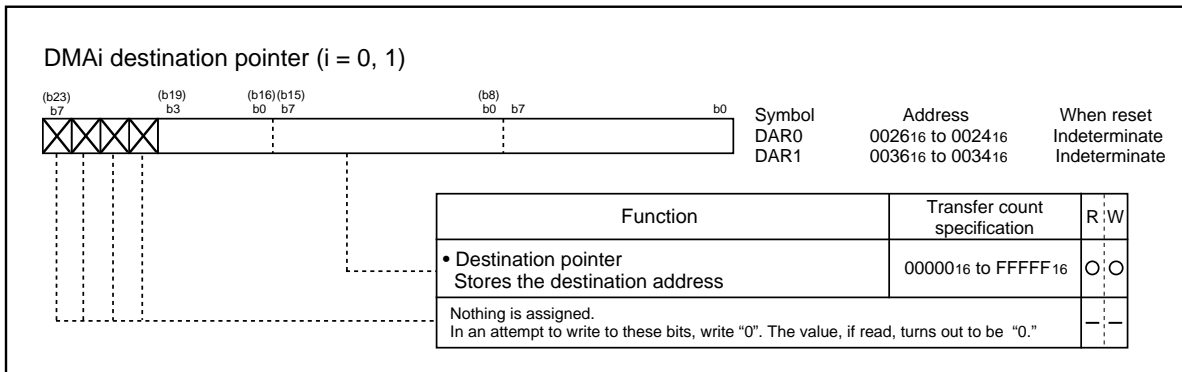 DMAi destination pointer (i = 0, 1)
(b23) (b19) (b16)(b15) (b8)
b7 b3 b0 b7 b0 b7 b0
Symbol Address When reset
DAR0 002616 to 002416 Indeterminate
DAR1 003616 to 003416 Indeterminate
Function Transfer count specification R W
• Destination pointer
Stores the destination address
0000016 to FFFFF16 O O
Nothing is assigned.
In an attempt to write to these bits, write “0”. The value, if read, turns out to be “0.”
– –